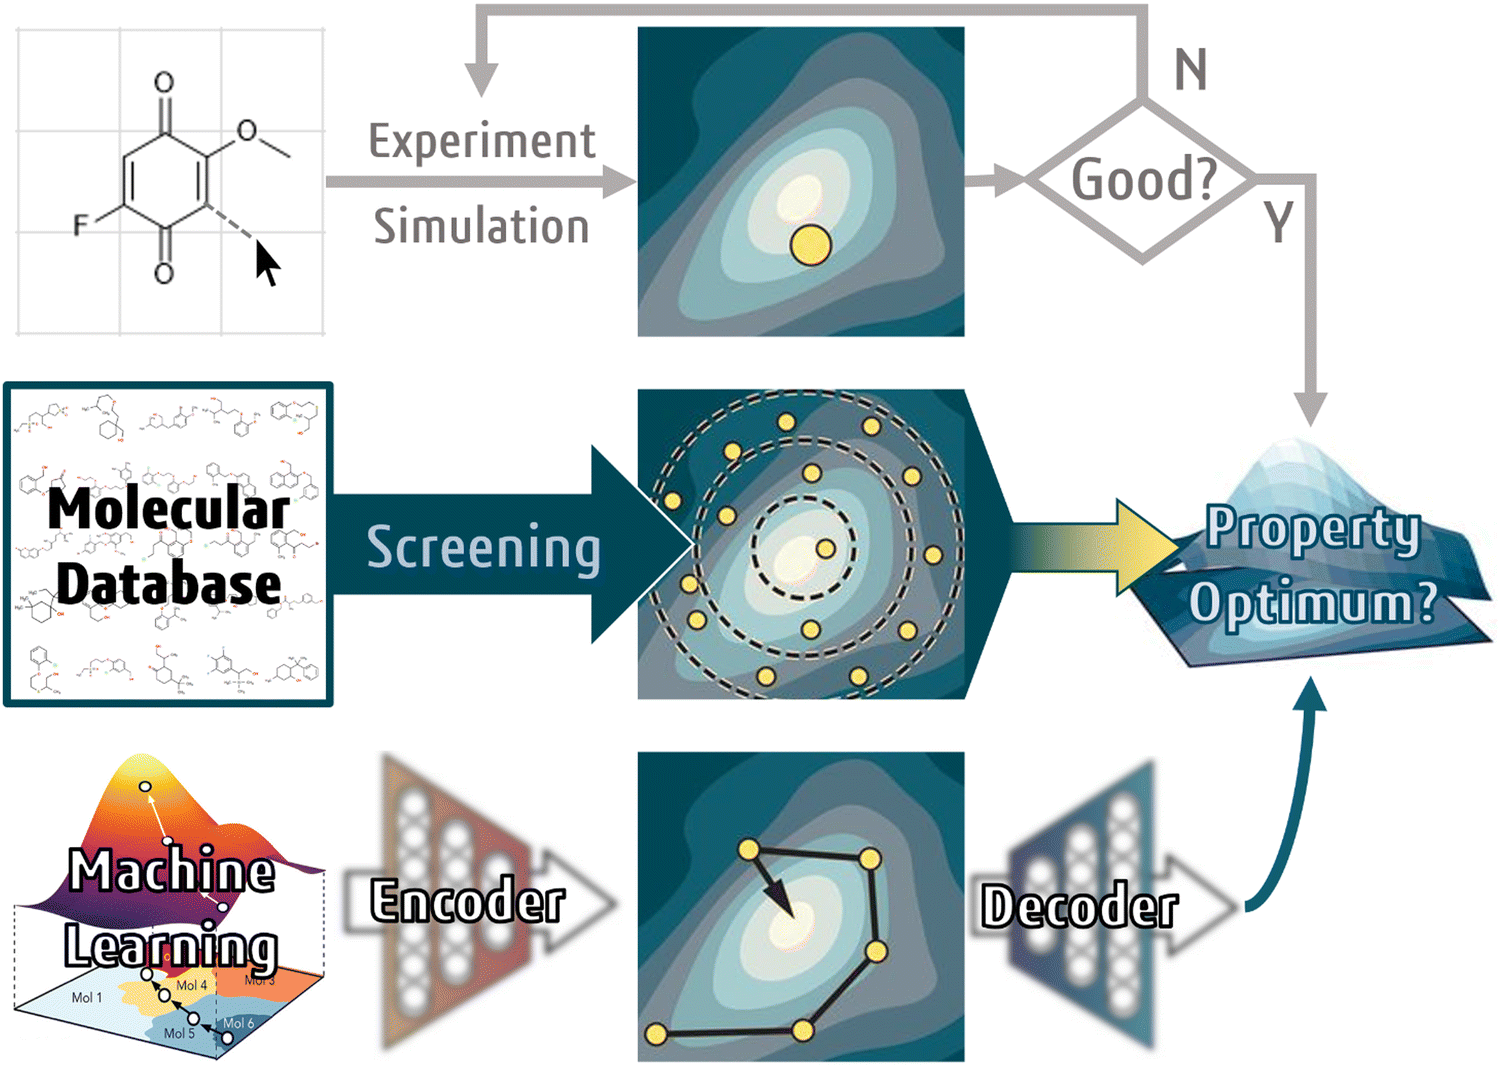 N
O
O
F
O
Experiment
Simulation
Good?
Y
Molecular
Database
Screening
Property
Optimum?
Machine
Learning
Encoder
Decoder
Mol 1
Mol 4
Mol 3
Mol 5
Mol 6